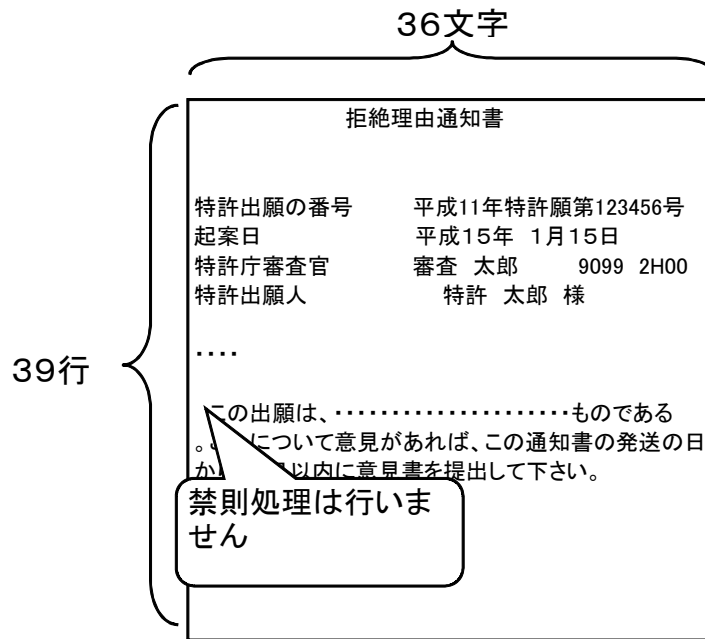 36文字
拒絶理由通知書
特許出願の番号 平成11年特許願第123456号
起案日 平成15年 1月15日
特許庁審査官 審査 太郎 9099 2H00
特許出願人 特許 太郎 様
39行
・・・・
この出願は、・・・・・・・・・・・・・・・・・・・・・ものである
。 について意見があれば、この通知書の発送の日
か 以内に意見書を提出して下さい。
禁則処理は行いま
せん